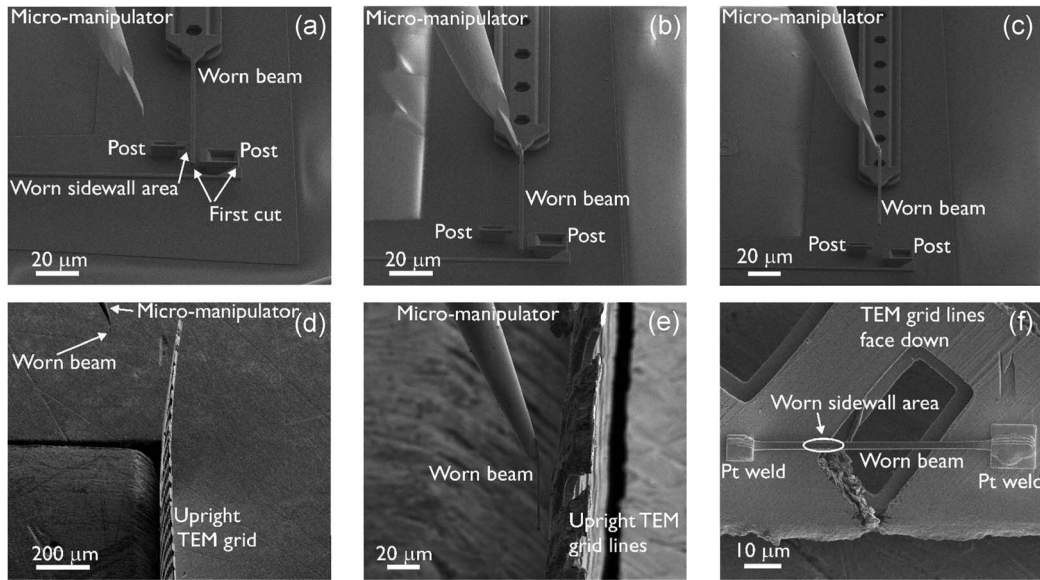 (a)
Micro-manipulator
Worn beam
Post
Post
Worn sidewall area
First cut
20 µm
(b)
Micro-manipulator
Worn beam
Post
Post
20 µm
(c)
Micro-manipulator
Worn beam
Post
Post
20 µm
(d)
Micro-manipulator
Worn beam
Upright
TEM grid
200 µm
(e)
Micro-manipulator
Worn beam
Upright TEM
grid lines
20 µm
(f)
TEM grid lines
face down
Worn sidewall area
Worn beam
Pt weld
Pt weld
10 µm